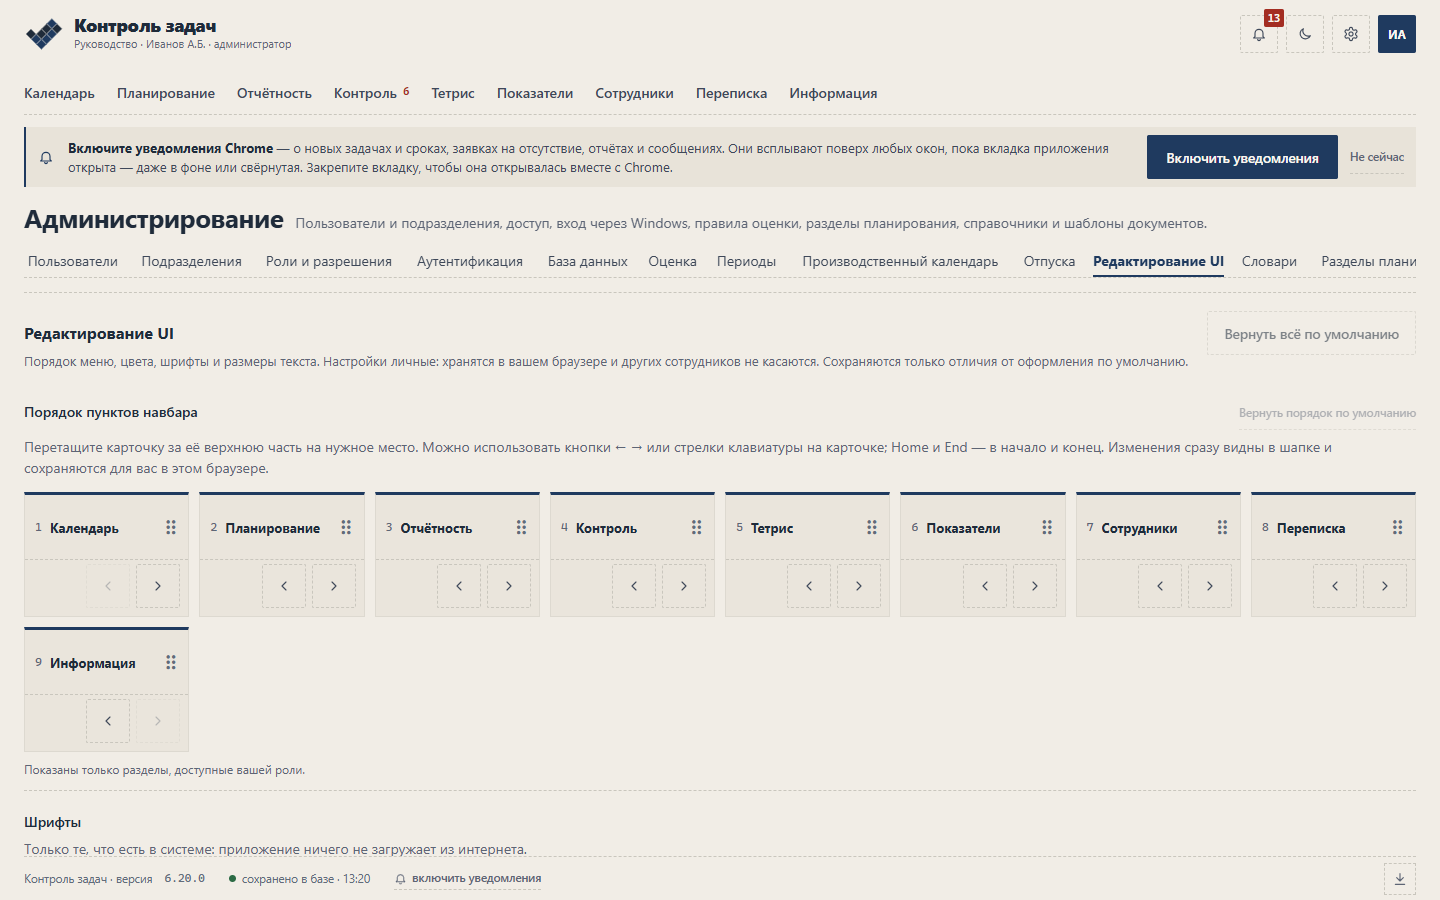 Контроль задач
Руководство · Иванов А.Б. · администратор
13
ИА
Календарь Планирование Отчётность Контроль 6 Тетрис Показатели Сотрудники Переписка Информация
Включите уведомления Chrome — о новых задачах и сроках, заявках на отсутствие, отчётах и сообщениях. Они всплывают поверх любых окон, пока вкладка приложения
открыта — даже в фоне или свёрнутая. Закрепите вкладку, чтобы она открывалась вместе с Chrome.
Включить уведомления
Не сейчас
Администрирование Пользователи и подразделения, доступ, вход через Windows, правила оценки, разделы планирования, справочники и шаблоны документов.
Пользователи Подразделения Роли и разрешения Аутентификация База данных Оценка Периоды Производственный календарь Отпуска Редактирование UI Словари Разделы плани
Редактирование UI
Вернуть всё по умолчанию
Порядок меню, цвета, шрифты и размеры текста. Настройки личные: хранятся в вашем браузере и других сотрудников не касаются. Сохраняются только отличия от оформления по умолчанию.
Порядок пунктов навбара
Вернуть порядок по умолчанию
Перетащите карточку за её верхнюю часть на нужное место. Можно использовать кнопки ← → или стрелки клавиатуры на карточке; Home и End — в начало и конец. Изменения сразу видны в шапке и
сохраняются для вас в этом браузере.
1 Календарь
2 Планирование
3 Отчётность
4 Контроль
5 Тетрис
6 Показатели
7 Сотрудники
8 Переписка
9 Информация
Показаны только разделы, доступные вашей роли.
Шрифты
Только те, что есть в системе: приложение ничего не загружает из интернета.
Контроль задач · версия 6.20.0 сохранено в базе · 13:20 включить уведомления